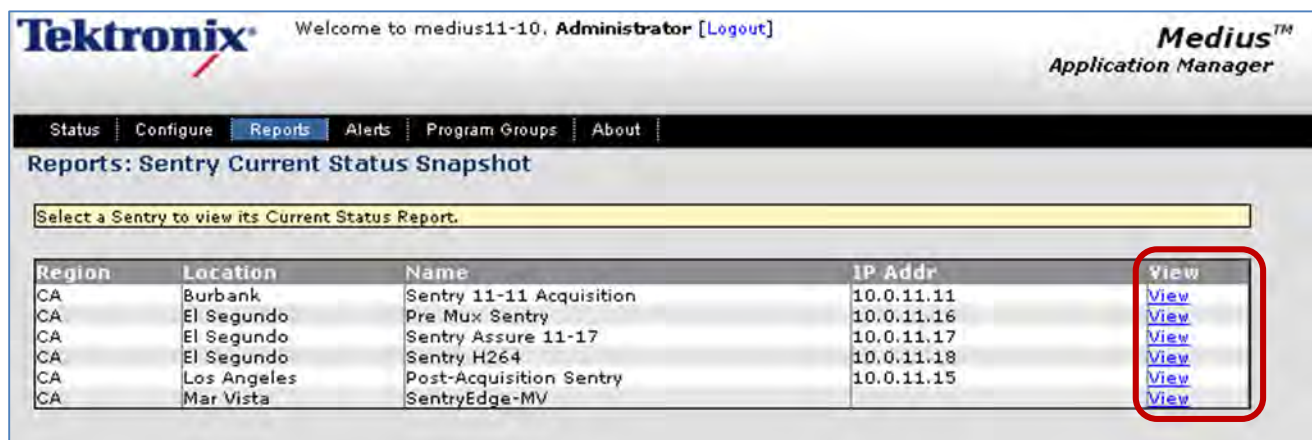 Tektronix Welcome to medius11-10, Administrator [Logout] Medius™
Application Manager
Status Configure Reports Alerts Program Groups About
Reports: Sentry Current Status Snapshot
Select a Sentry to view its Current Status Report.
Region Location Name IP Addr View
CA Burbank Sentry 11-11 Acquisition 10.0.11.11 View
CA El Segundo Pre Mux Sentry 10.0.11.16 View
CA El Segundo Sentry Assure 11-17 10.0.11.17 View
CA El Segundo Sentry H264 10.0.11.18 View
CA Los Angeles Post-Acquisition Sentry 10.0.11.15 View
CA Mar Vista SentryEdge-MV View